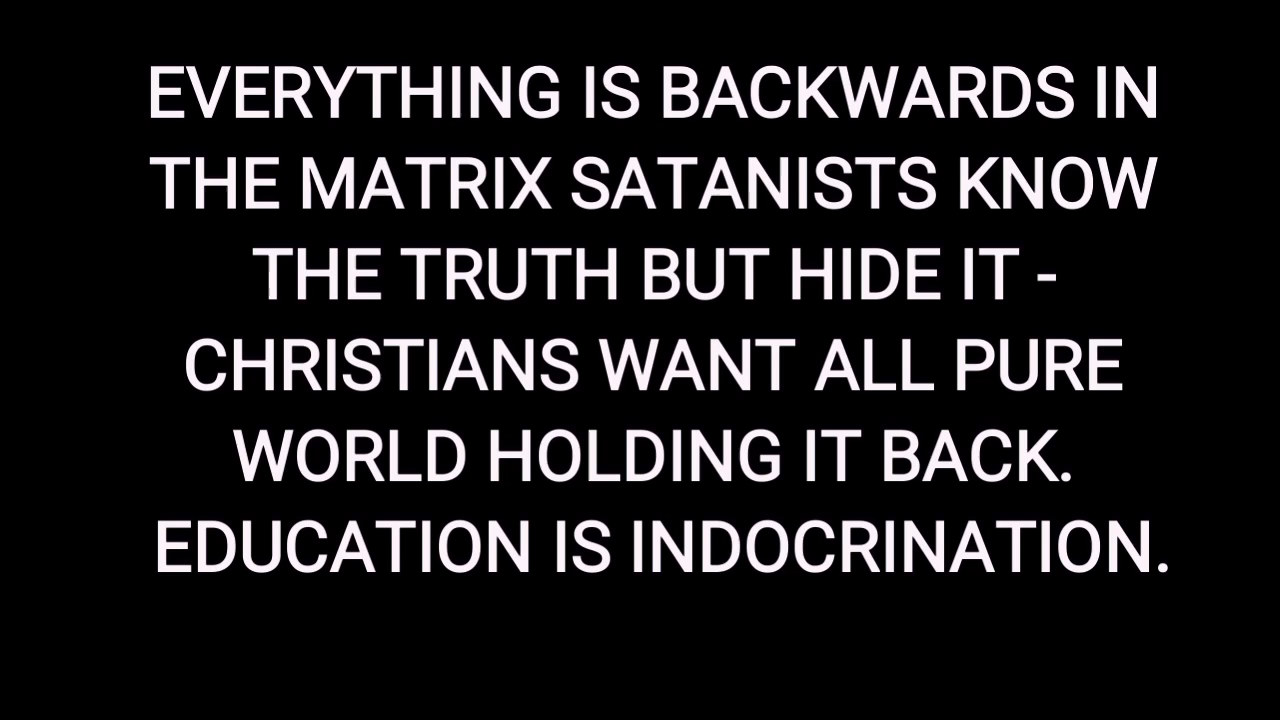 EVERYTHING IS BACKWARDS IN
THE MATRIX SATANISTS KNOW
THE TRUTH BUT HIDE IT -
CHRISTIANS WANT ALL PURE
WORLD HOLDING IT BACK.
EDUCATION IS INDOCRINATION.